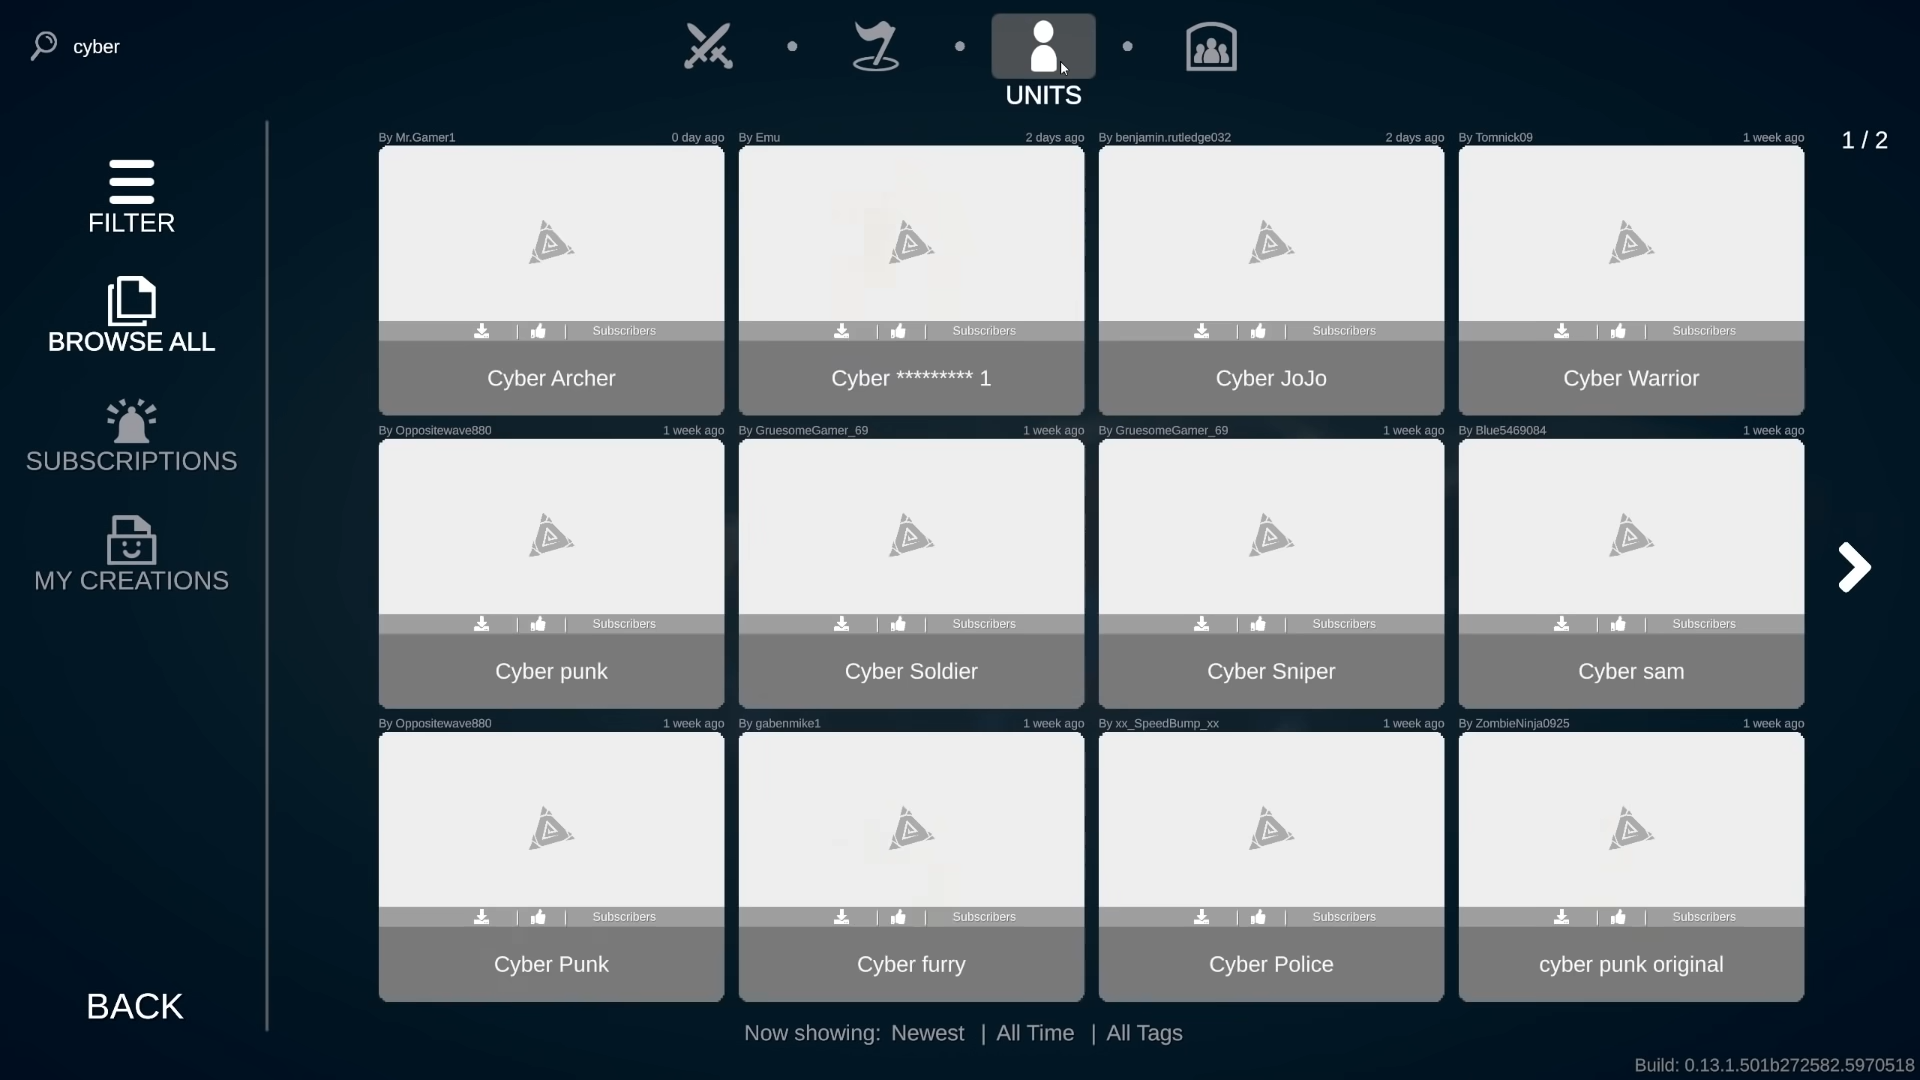 cyber
UNITS
1 / 2
FILTER
BROWSE ALL
SUBSCRIPTIONS
MY CREATIONS
BACK
By Mr.Gamer1 0 day ago
Subscribers
Cyber Archer
By Emu 2 days ago
Subscribers
Cyber ********* 1
By benjamin.rutledge032 2 days ago
Subscribers
Cyber JoJo
By Tomnick09 1 week ago
Subscribers
Cyber Warrior
By Oppositewave880 1 week ago
Subscribers
Cyber punk
By GruesomeGamer_69 1 week ago
Subscribers
Cyber Soldier
By GruesomeGamer_69 1 week ago
Subscribers
Cyber Sniper
By Blue5469084 1 week ago
Subscribers
Cyber sam
By Oppositewave880 1 week ago
Subscribers
Cyber Punk
By gabenmike1 1 week ago
Subscribers
Cyber furry
By xx_SpeedBump_xx 1 week ago
Subscribers
Cyber Police
By ZombieNinja0925 1 week ago
Subscribers
cyber punk original
Now showing: Newest | All Time | All Tags
Build: 0.13.1.501b272582.5970518